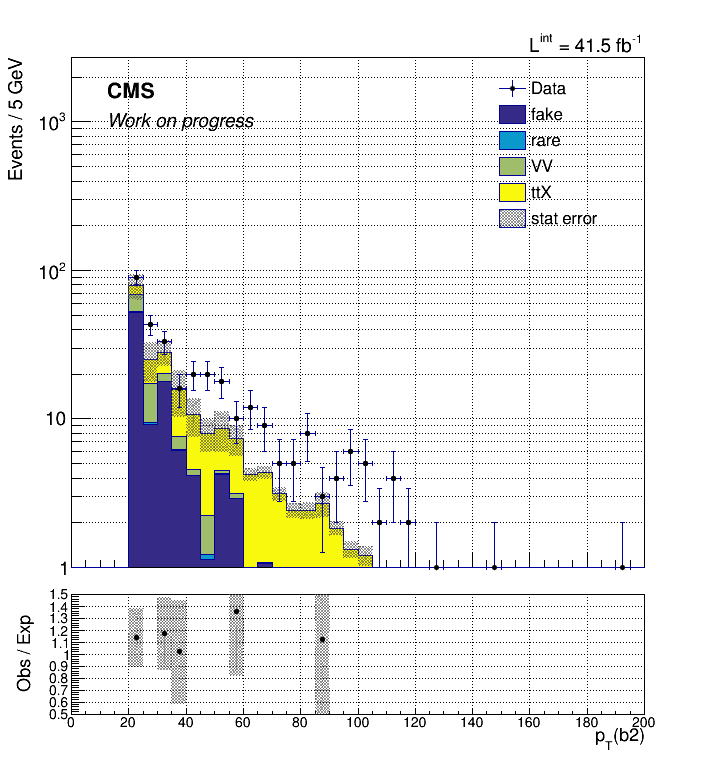 L^int = 41.5 fb^-1
Events / 5 GeV
CMS
Work on progress
Data
fake
rare
VV
ttX
stat error
10^3
10^2
10
1
Obs / Exp
1.5
1.4
1.3
1.2
1.1
1
0.9
0.8
0.7
0.6
0.5
0 20 40 60 80 100 120 140 160 180 200
p_T(b2)